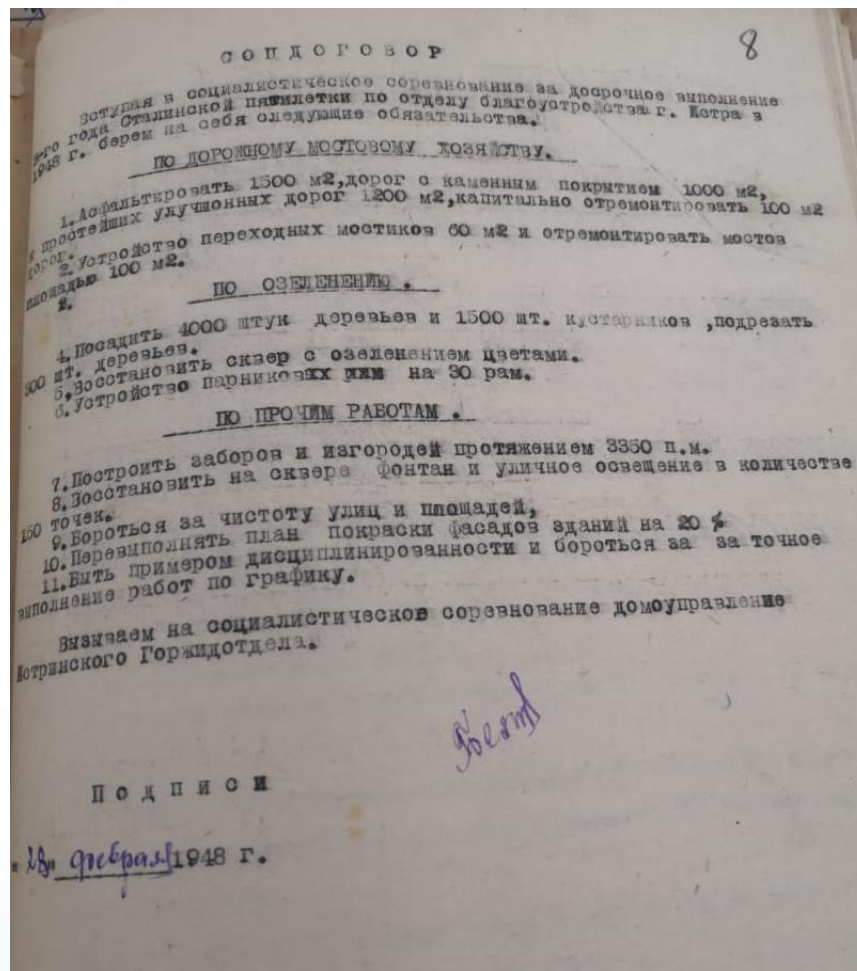 8
СОЦДОГОВОР
Вступая в социалистическое соревнование за досрочное выполнение
3-го года Сталинской пятилетки по отделу благоустройства г. Истра в
1948 г. берем на себя следующие обязательства.
ПО ДОРОЖНОМУ МОСТОВОМУ ХОЗЯЙСТВУ.
1.Асфальтировать 1500 м2,дорог с каменным покрытием 1000 м2,
и простейших улучшонных дорог 1200 м2,капитально отремонтировать 100 м2
дорог.
2.Устройство переходных мостиков 60 м2 и отремонтировать мостов
площадью 100 м2.
ПО ОЗЕЛЕНЕНИЮ .
4.Посадить 4000 штук деревьев и 1500 шт. кустарников ,подрезать
500 шт. деревьев.
5.Восстановить сквер с озеленением цветами.
6.Устройство парниковых на 30 рам.
ПО ПРОЧИМ РАБОТАМ .
7.Построить заборов и изгородей протяжением 3350 п.м.
8.Восстановить на сквере фонтан и уличное освещение в количестве
150 точек.
9.Бороться за чистоту улиц и площадей,
10.Перевыполнять план покраски фасадов зданий на 20 %
11.Быть примером дисциплинированности и бороться за за точное
выполнение работ по графику.
Вызываем на социалистическое соревнование домоуправление
Истринского Горжидотдела.
Подписи
" 28" февраля 1948 г.